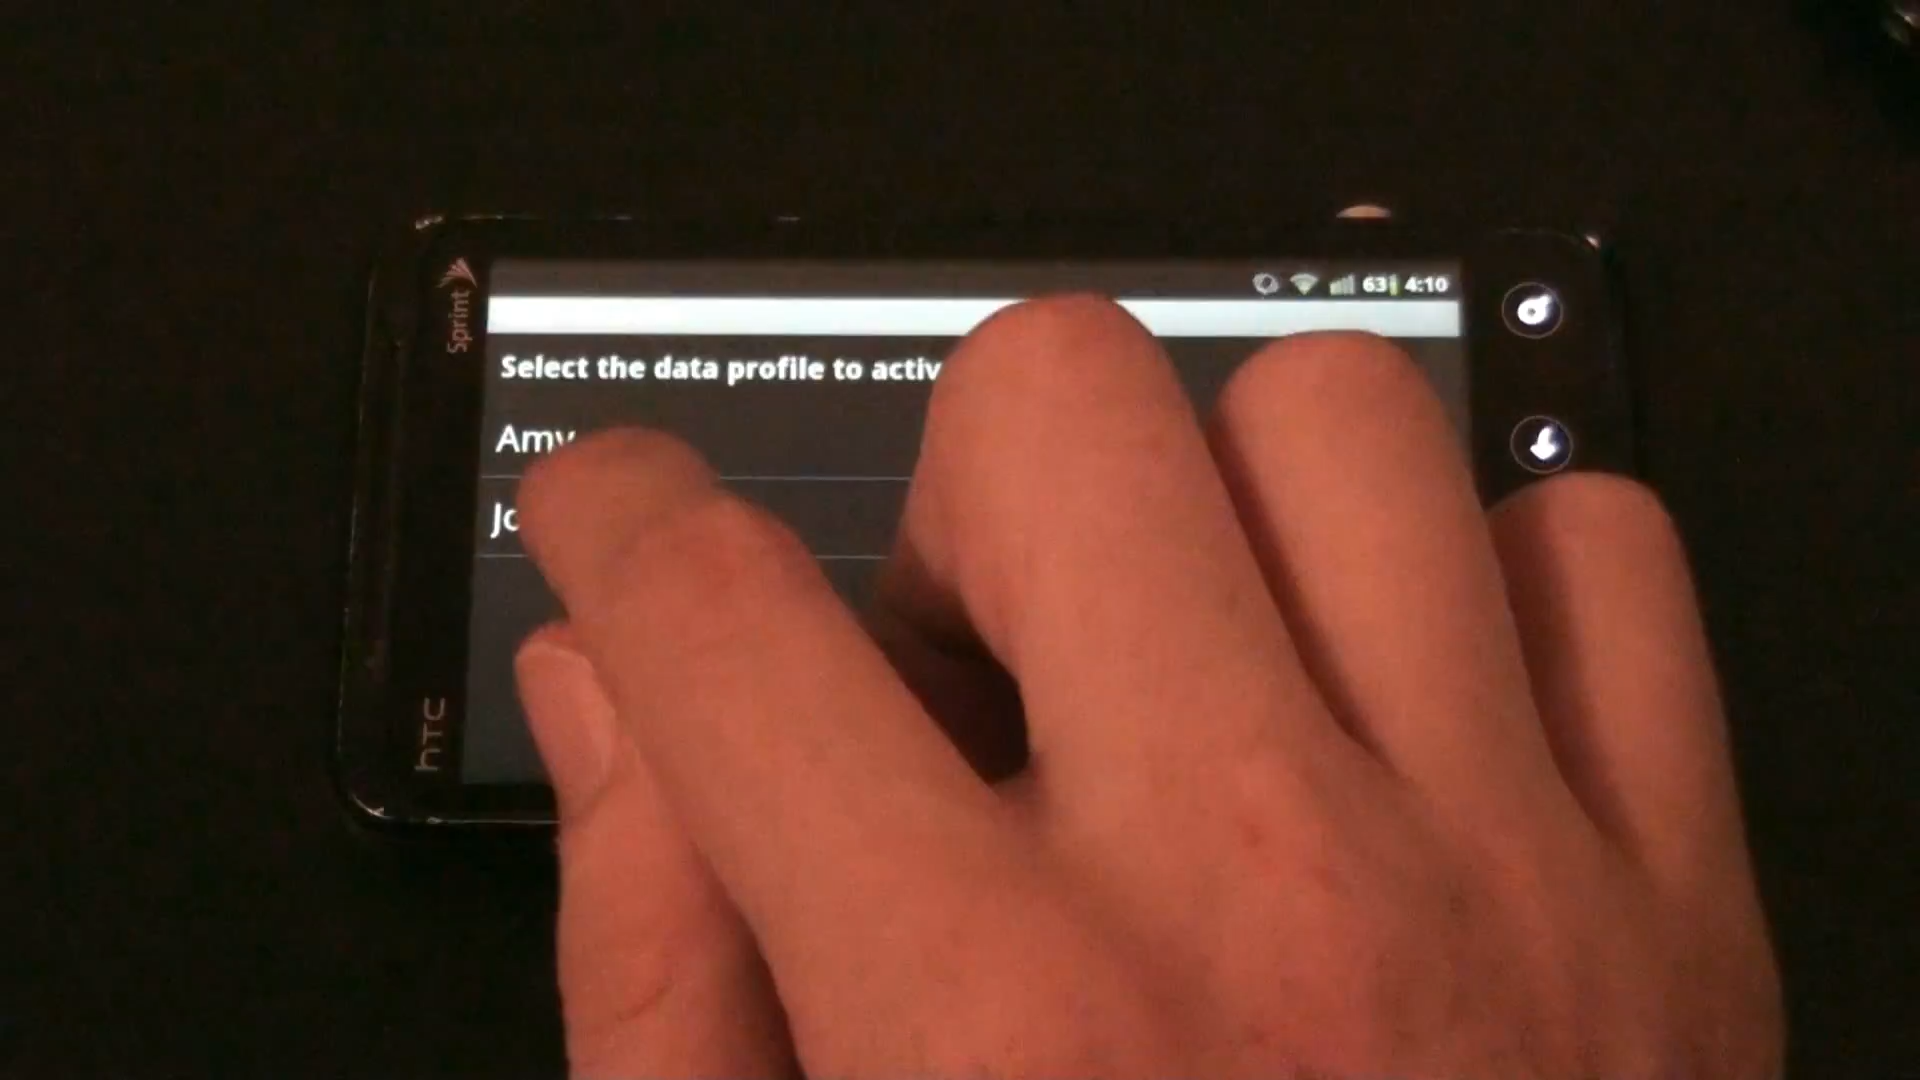 Sprint
hTC
63 4:10
Select the data profile to activ
Amy
Jo